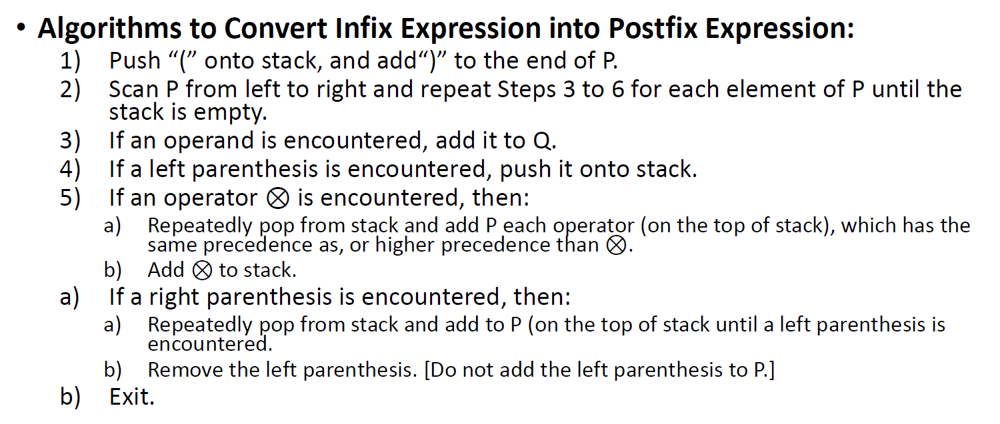 • Algorithms to Convert Infix Expression into Postfix Expression:
1) Push “(” onto stack, and add“)” to the end of P.
2) Scan P from left to right and repeat Steps 3 to 6 for each element of P until the
stack is empty.
3) If an operand is encountered, add it to Q.
4) If a left parenthesis is encountered, push it onto stack.
5) If an operator ⨂ is encountered, then:
a) Repeatedly pop from stack and add P each operator (on the top of stack), which has the
same precedence as, or higher precedence than ⨂.
b) Add ⨂ to stack.
a) If a right parenthesis is encountered, then:
a) Repeatedly pop from stack and add to P (on the top of stack until a left parenthesis is
encountered.
b) Remove the left parenthesis. [Do not add the left parenthesis to P.]
b) Exit.